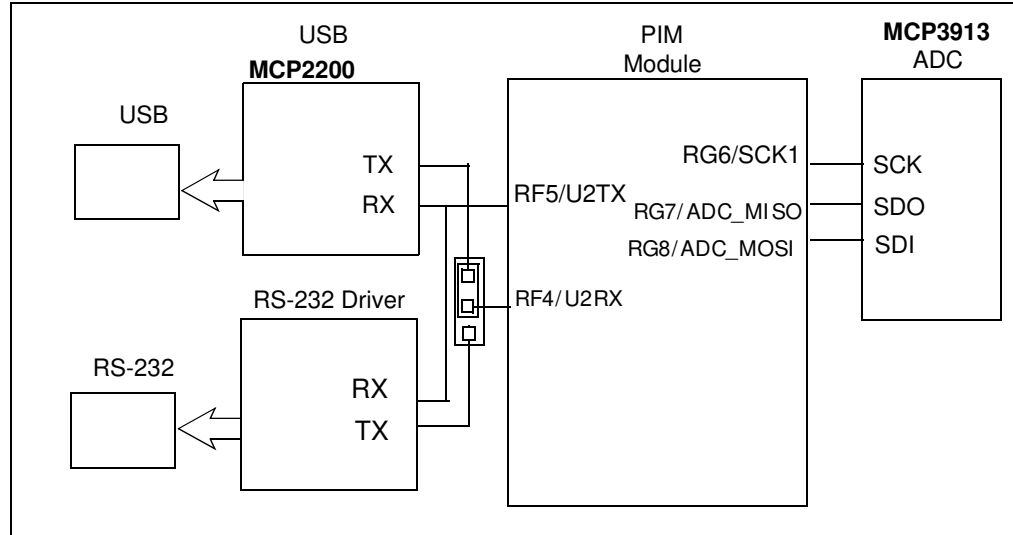 USB
MCP2200
USB
TX
RX
RS-232 Driver
RS-232
RX
TX
PIM
Module
RF5/U2TX
RF4/U2RX
RG6/SCK1
RG7/ADC_MISO
RG8/ADC_MOSI
MCP3913
ADC
SCK
SDO
SDI